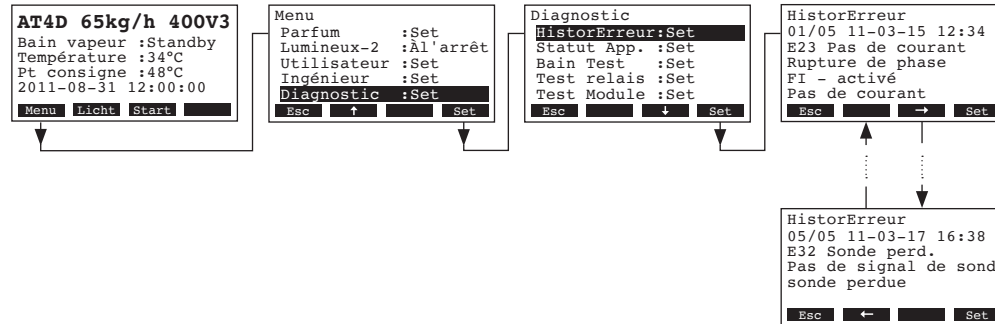 AT4D 65kg/h 400V3
Bain vapeur :Standby
Température :34°C
Pt consigne :48°C
2011-08-31 12:00:00
Menu Licht Start
Menu
Parfum :Set
Lumineux-2 :Àl'arrêt
Utilisateur :Set
Ingénieur :Set
Diagnostic :Set
Esc ↑ Set
Diagnostic
HistorErreur:Set
Statut App. :Set
Bain Test :Set
Test relais :Set
Test Module :Set
Esc ↓ Set
HistorErreur
01/05 11-03-15 12:34
E23 Pas de courant
Rupture de phase
FI - activé
Pas de courant
Esc → Set
HistorErreur
05/05 11-03-17 16:38
E32 Sonde perd.
Pas de signal de sond
sonde perdue
Esc ← Set